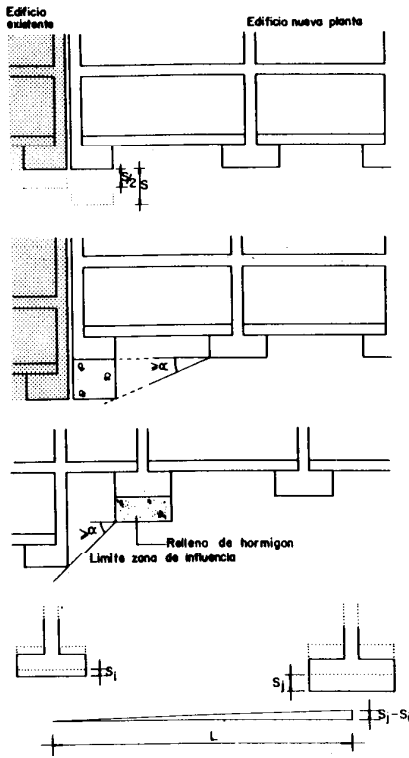 Edificio
existente
Edificio nueva planta
S/2
S
≥α
≥α
Relleno de hormigon
Limite zona de influencia
Si
Sj
Sj-Si
L